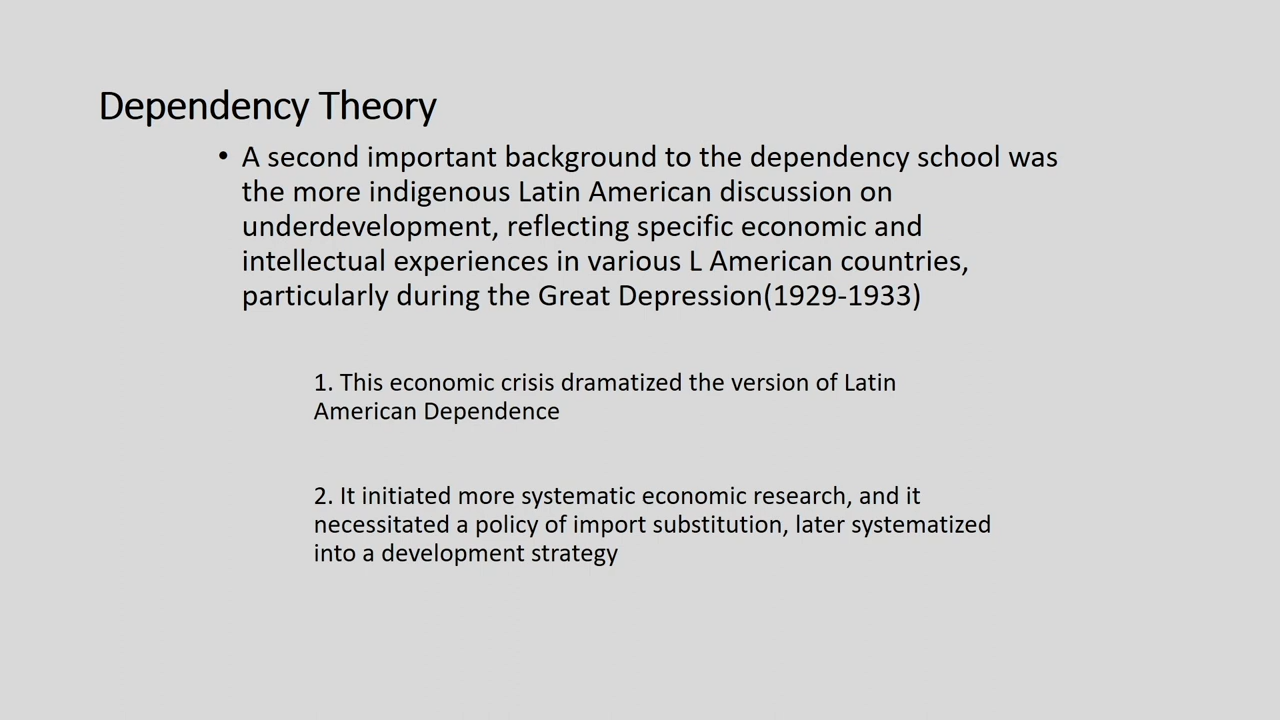 Dependency Theory
• A second important background to the dependency school was
the more indigenous Latin American discussion on
underdevelopment, reflecting specific economic and
intellectual experiences in various L American countries,
particularly during the Great Depression(1929-1933)
1. This economic crisis dramatized the version of Latin
American Dependence
2. It initiated more systematic economic research, and it
necessitated a policy of import substitution, later systematized
into a development strategy